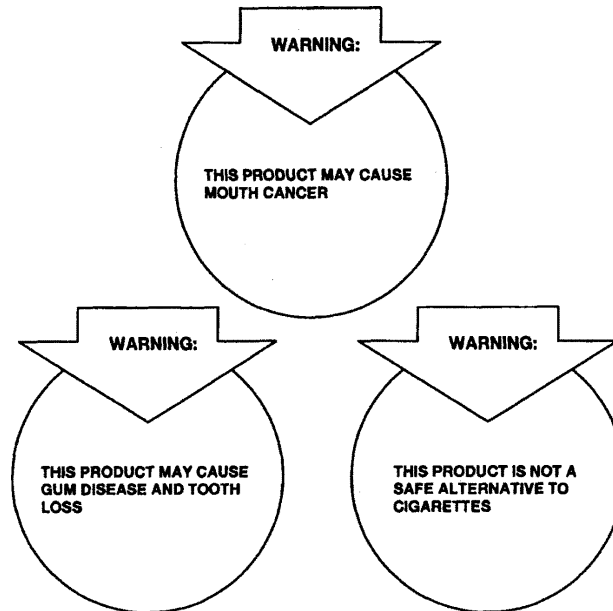 WARNING:
THIS PRODUCT MAY CAUSE
MOUTH CANCER
WARNING:
THIS PRODUCT MAY CAUSE
GUM DISEASE AND TOOTH
LOSS
WARNING:
THIS PRODUCT IS NOT A
SAFE ALTERNATIVE TO
CIGARETTES